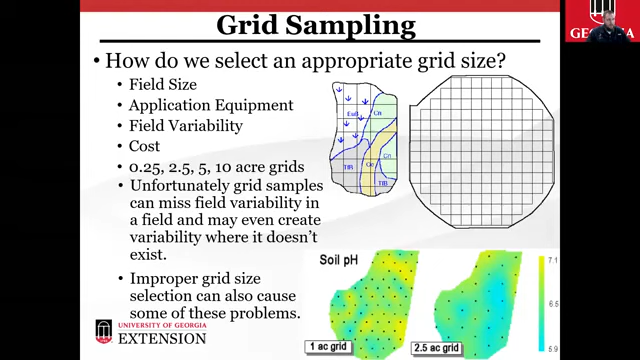 Grid Sampling
GEORGIA
• How do we select an appropriate grid size?
• Field Size
• Application Equipment
• Field Variability
• Cost
• 0.25, 2.5, 5, 10 acre grids
• Unfortunately grid samples
can miss field variability in
a field and may even create
variability where it doesn't
exist.
• Improper grid size
selection can also cause
some of these problems.
EuB
Cn
Gc
Cn
TfB
TfB
Soil pH
1 ac grid
2.5 ac grid
7.1
6.5
5.9
UNIVERSITY OF GEORGIA
EXTENSION